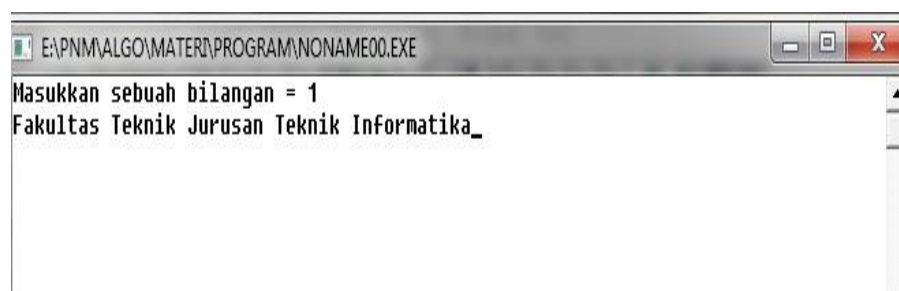 E:\PNM\ALGO\MATERI\PROGRAM\NONAME00.EXE
Masukkan sebuah bilangan = 1
Fakultas Teknik Jurusan Teknik Informatika_